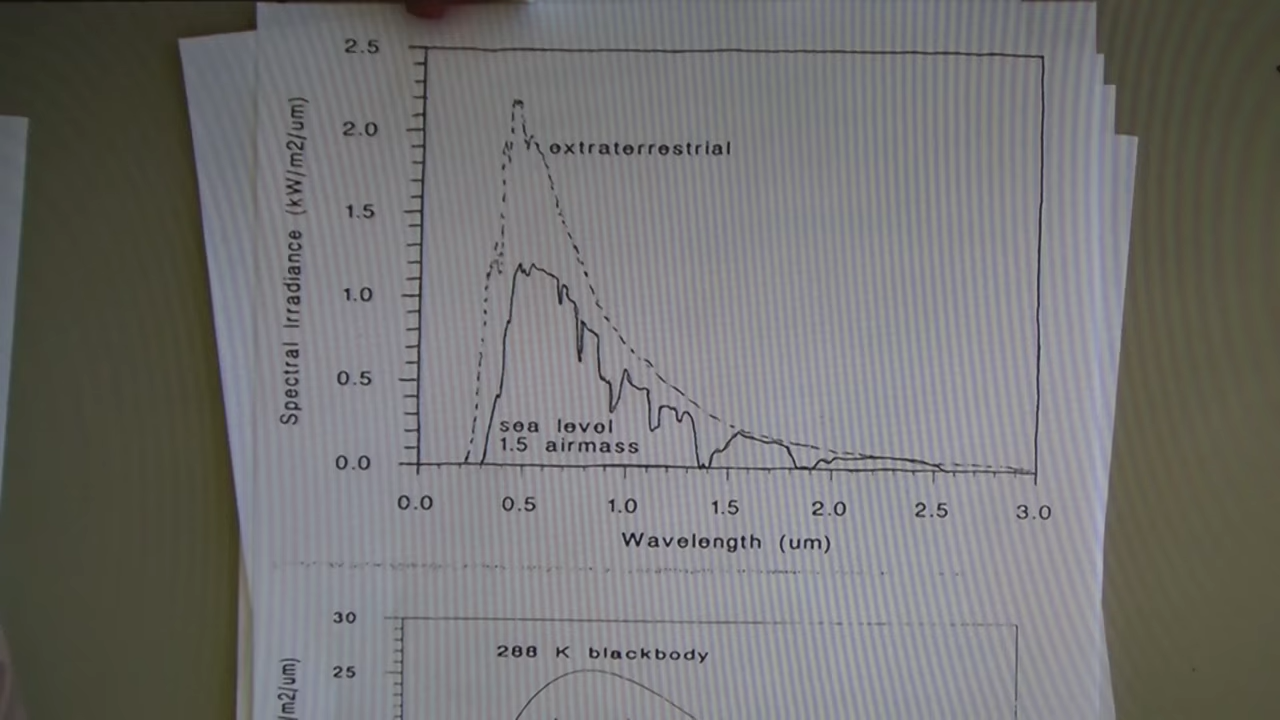 2.5
2.0
1.5
1.0
0.5
0.0
Spectral Irradiance (kW/m2/um)
extraterrestrial
sea level
1.5 airmass
0.0 0.5 1.0 1.5 2.0 2.5 3.0
Wavelength (um)
30
25
288 K blackbody
/m2/um)